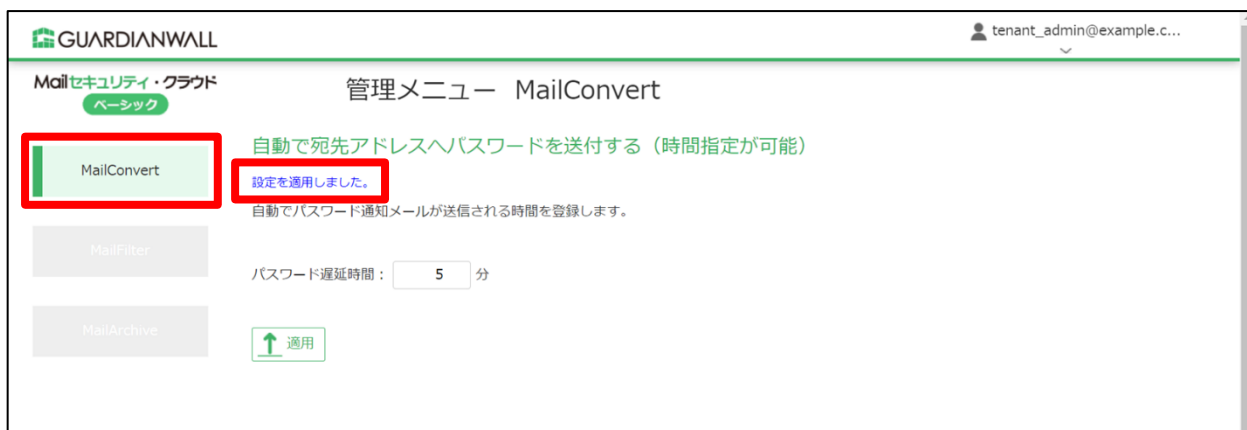 GUARDIANWALL
tenant_admin@example.c...
Mailセキュリティ・クラウド
ベーシック
管理メニュー MailConvert
MailConvert
MailFilter
MailArchive
自動で宛先アドレスへパスワードを送付する（時間指定が可能）
設定を適用しました。
自動でパスワード通知メールが送信される時間を登録します。
パスワード遅延時間： 5 分
適用